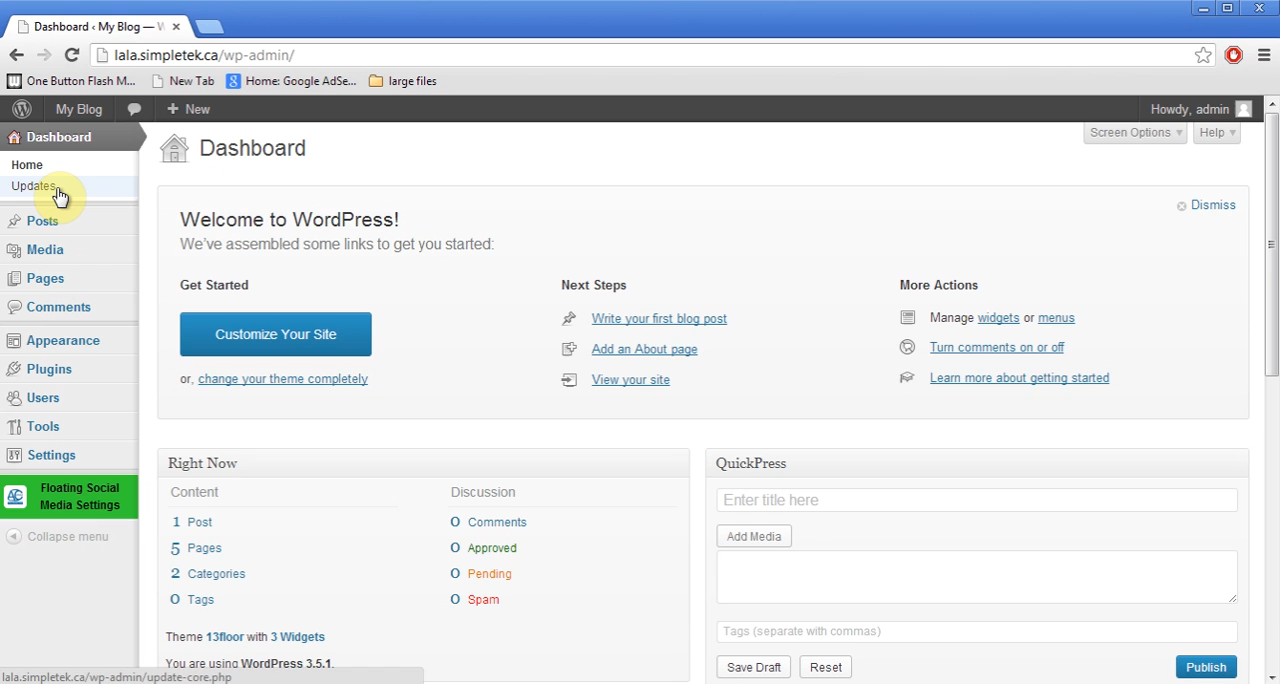 Dashboard ‹ My Blog — W
lala.simpletek.ca/wp-admin/
One Button Flash M...
New Tab
Home: Google AdSe...
large files
My Blog
+ New
Howdy, admin
Dashboard
Home
Updates
Posts
Media
Pages
Comments
Appearance
Plugins
Users
Tools
Settings
Floating Social
Media Settings
Collapse menu
Dashboard
Screen Options
Help
Welcome to WordPress!
We've assembled some links to get you started:
Dismiss
Get Started
Customize Your Site
or, change your theme completely
Next Steps
Write your first blog post
Add an About page
View your site
More Actions
Manage widgets or menus
Turn comments on or off
Learn more about getting started
Right Now
Content
1 Post
5 Pages
2 Categories
0 Tags
Discussion
0 Comments
0 Approved
0 Pending
0 Spam
Theme 13floor with 3 Widgets
You are using WordPress 3.5.1.
QuickPress
Enter title here
Add Media
Tags (separate with commas)
Save Draft
Reset
Publish
lala.simpletek.ca/wp-admin/update-core.php